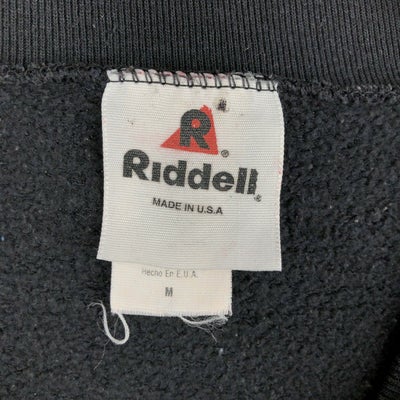 R®
Riddell®
MADE IN U.S.A
Hecho En E.U.A.
M